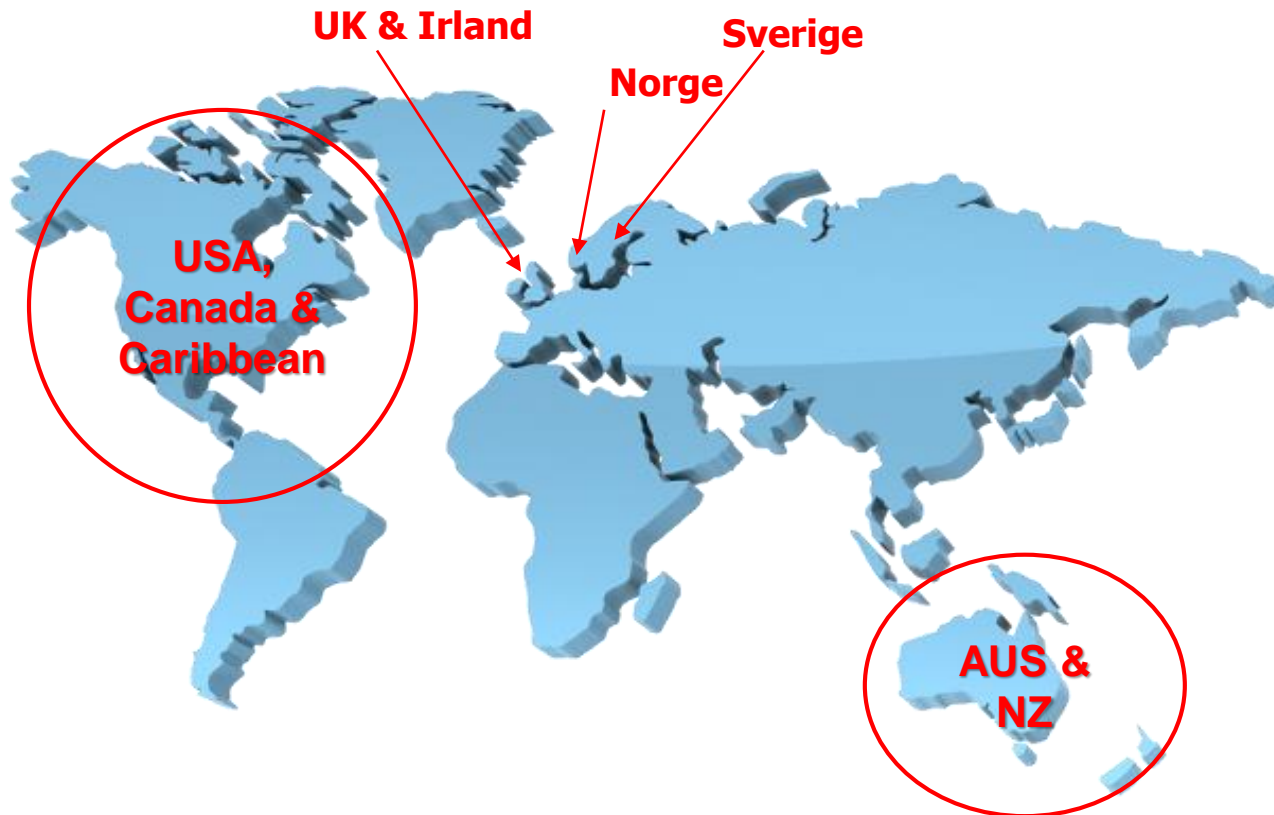 UK & Irland
Sverige
Norge
USA,
Canada &
Caribbean
AUS &
NZ